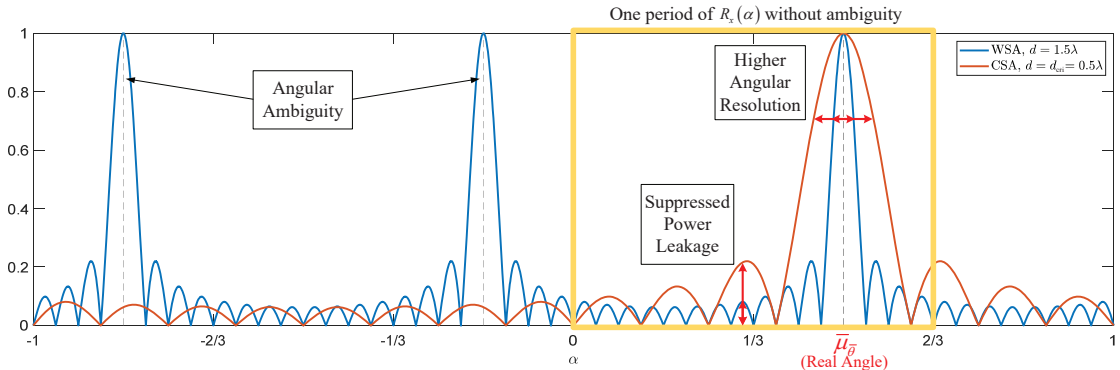 One period of Rₓ(α) without ambiguity
1
0.8
0.6
0.4
0.2
0
Angular
Ambiguity
Higher
Angular
Resolution
Suppressed
Power
Leakage
WSA, d = 1.5λ
CSA, d = d_cri = 0.5λ
-1
-2/3
-1/3
0
1/3
2/3
1
α
μ̅_θ̅
(Real Angle)